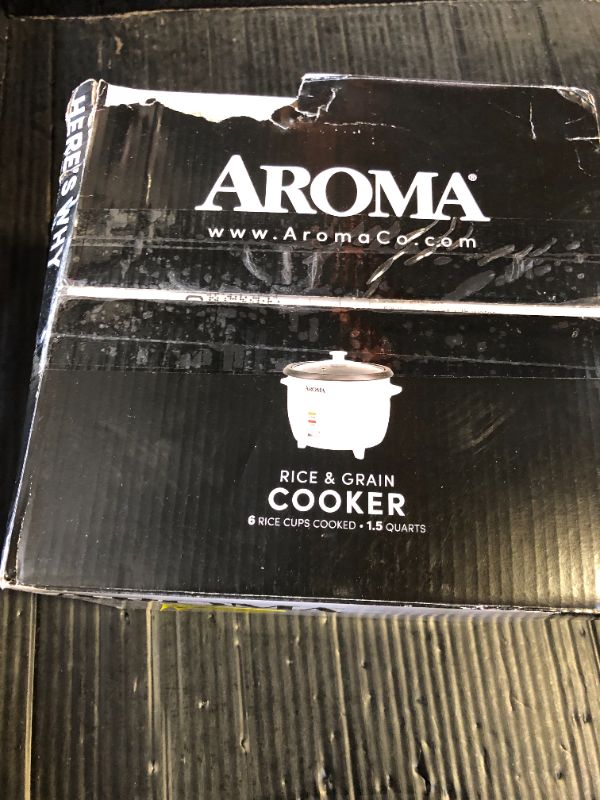 HERE'S WHY
AROMA®
www.AromaCo.com
AROMA
RICE & GRAIN
COOKER
6 RICE CUPS COOKED • 1.5 QUARTS